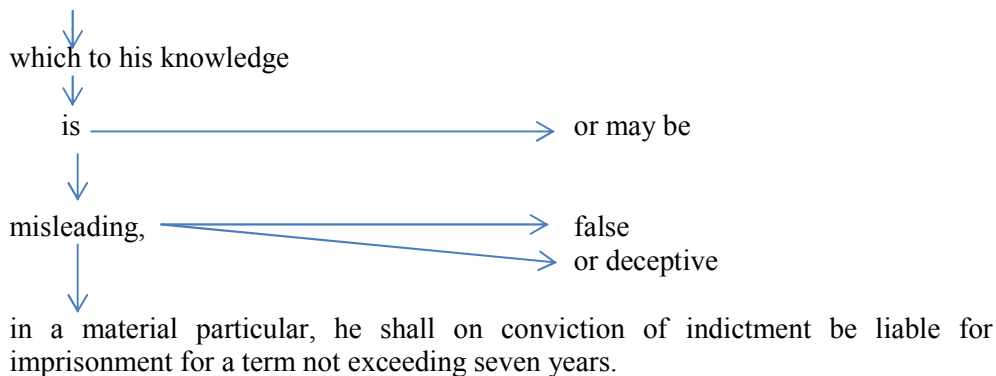 which to his knowledge
is or may be
misleading, false
or deceptive
in a material particular, he shall on conviction of indictment be liable for
imprisonment for a term not exceeding seven years.